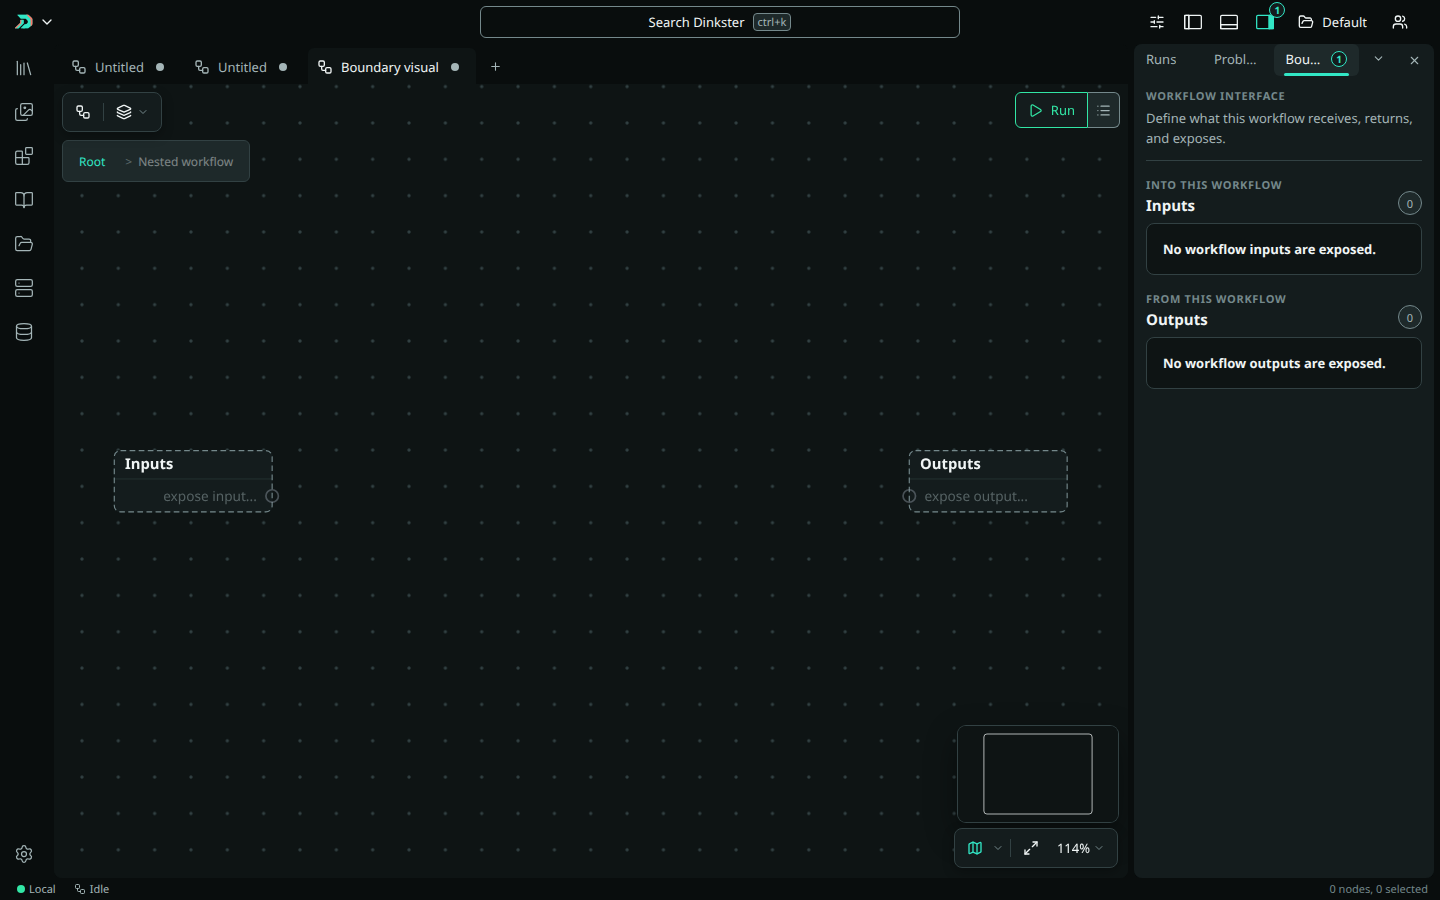 Search Dinkster ctrl+k
1
Default
Untitled
Untitled
Boundary visual
+
Runs
Probl...
Bou... 1
Run
Root > Nested workflow
WORKFLOW INTERFACE
Define what this workflow receives, returns,
and exposes.
INTO THIS WORKFLOW
Inputs 0
No workflow inputs are exposed.
FROM THIS WORKFLOW
Outputs 0
No workflow outputs are exposed.
Inputs
expose input...
Outputs
expose output...
114%
Local
Idle
0 nodes, 0 selected